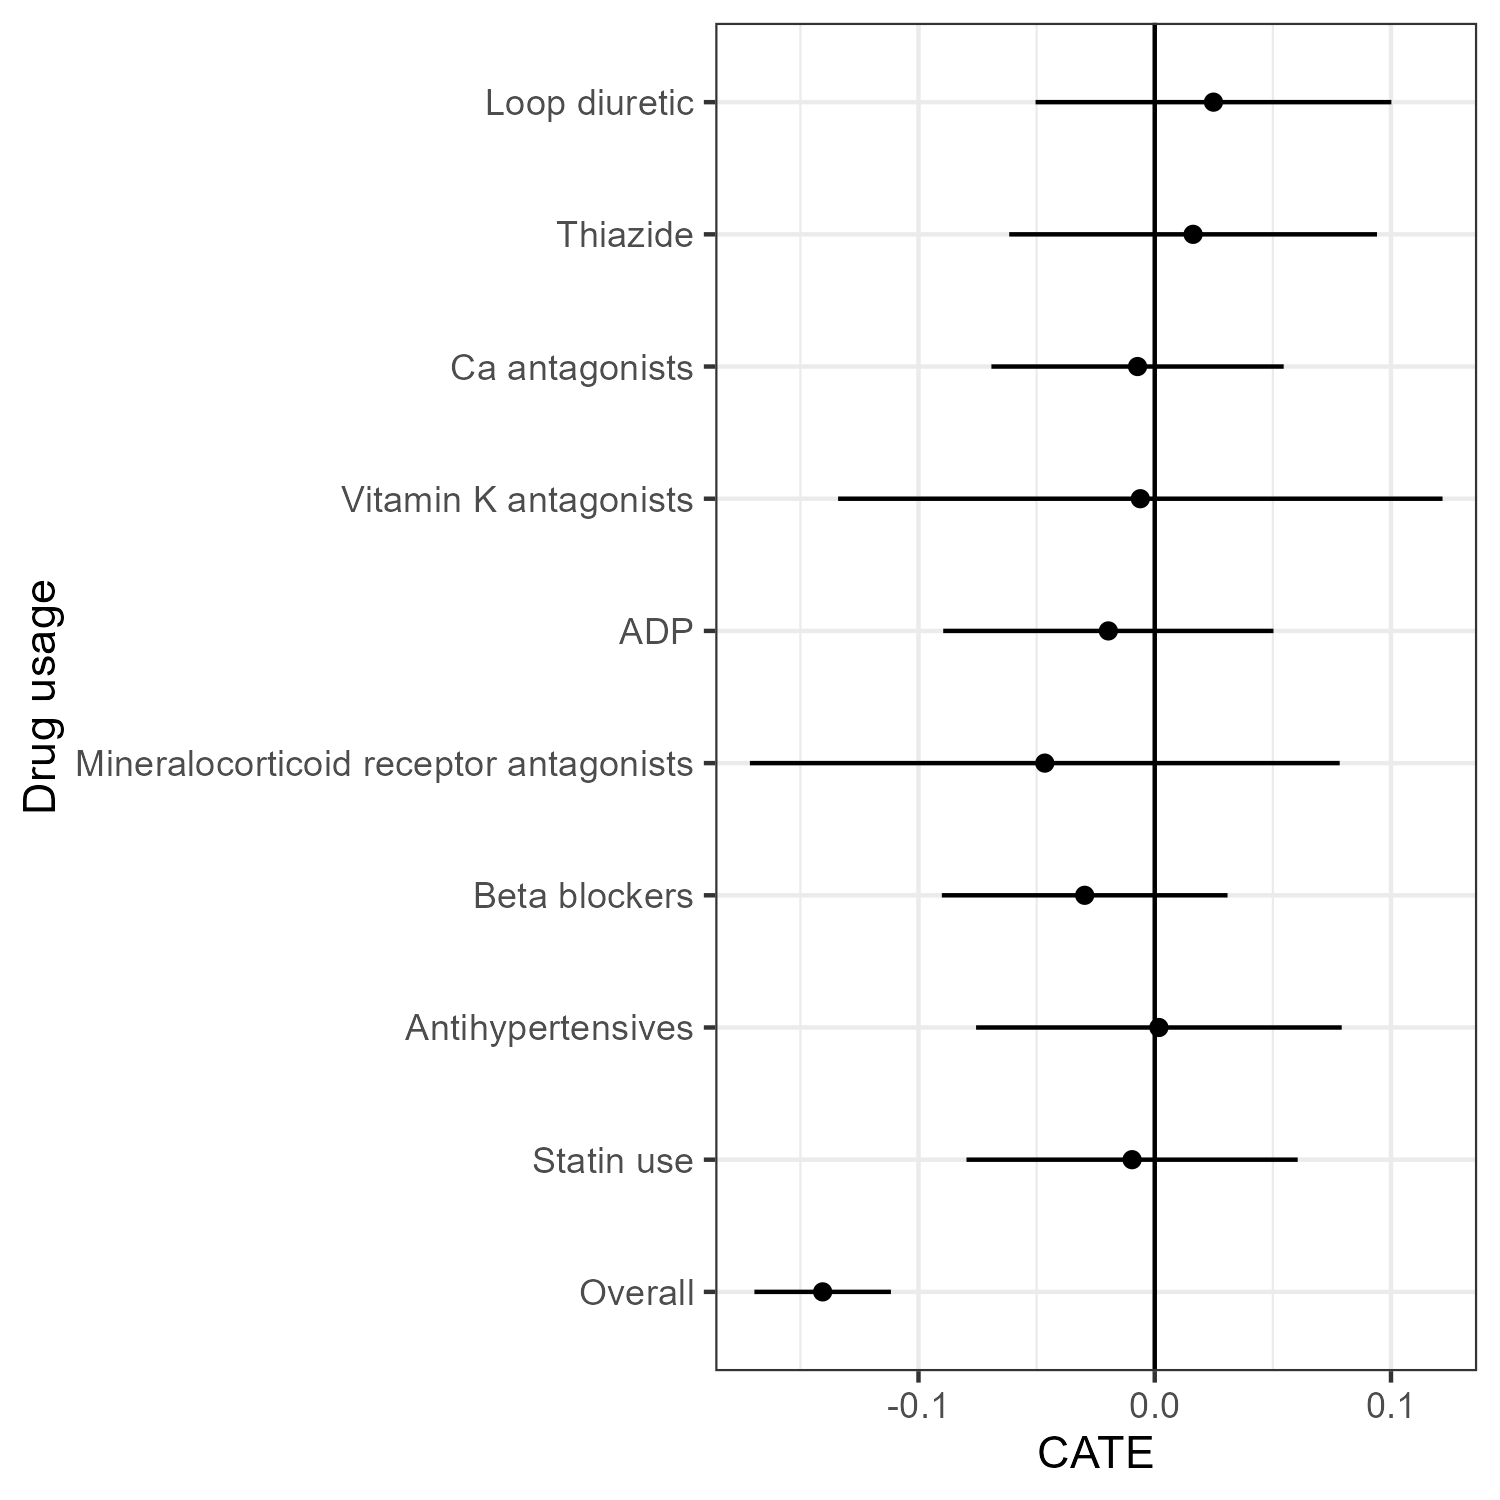 Drug usage
Loop diuretic
Thiazide
Ca antagonists
Vitamin K antagonists
ADP
Mineralocorticoid receptor antagonists
Beta blockers
Antihypertensives
Statin use
Overall
-0.1 0.0 0.1
CATE